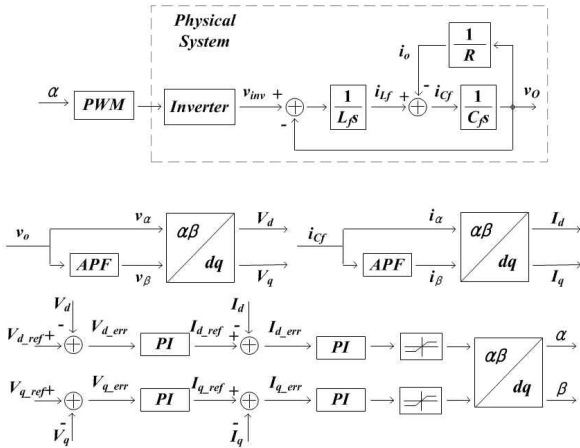 Physical
System
1
R
i_o
α
PWM
Inverter
v_inv
+
-
1
L_f s
i_Lf
+
-
i_Cf
1
C_f s
v_O
v_o
v_α
APF
v_β
αβ
dq
V_d
V_q
i_Cf
i_α
APF
i_β
αβ
dq
I_d
I_q
V_d
-
V_d_ref +
V_d_err
PI
I_d_ref
I_d
-
+
I_d_err
PI
αβ
dq
α
V_q_ref +
V_q_err
PI
I_q_ref
+
I_q_err
PI
β
-
V_q
-
I_q